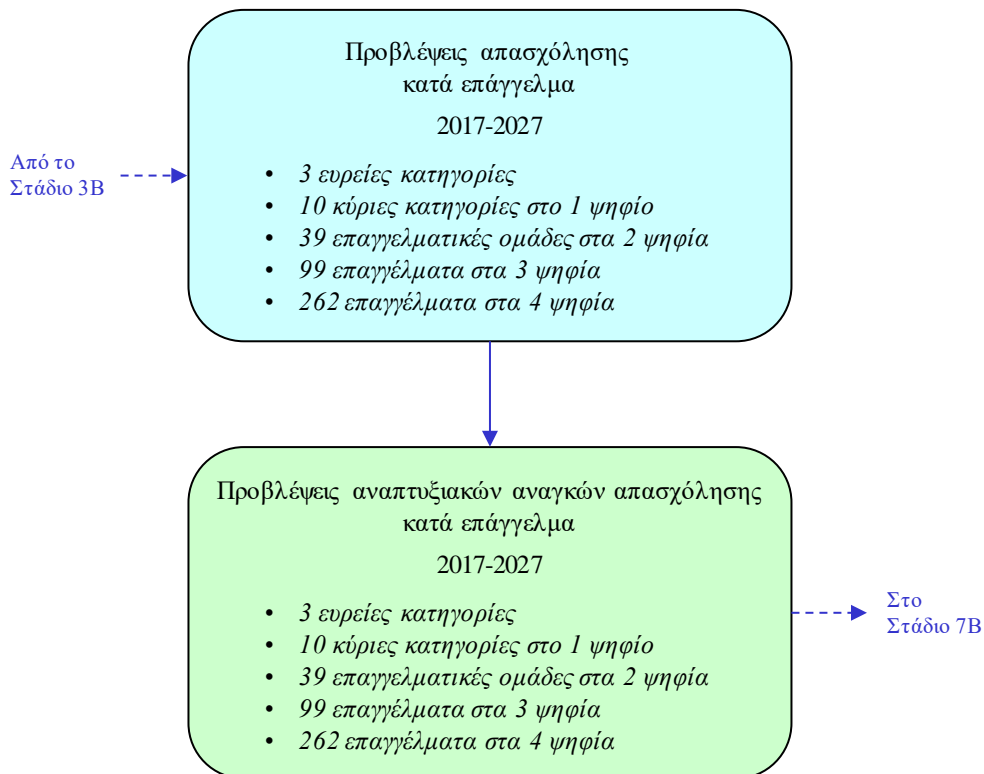 Προβλέψεις απασχόλησης
κατά επάγγελμα
2017-2027
Από το
Στάδιο 3Β
• 3 ευρείες κατηγορίες
• 10 κύριες κατηγορίες στο 1 ψηφίο
• 39 επαγγελματικές ομάδες στα 2 ψηφία
• 99 επαγγέλματα στα 3 ψηφία
• 262 επαγγέλματα στα 4 ψηφία
Προβλέψεις αναπτυξιακών αναγκών απασχόλησης
κατά επάγγελμα
2017-2027
• 3 ευρείες κατηγορίες
• 10 κύριες κατηγορίες στο 1 ψηφίο
• 39 επαγγελματικές ομάδες στα 2 ψηφία
• 99 επαγγέλματα στα 3 ψηφία
• 262 επαγγέλματα στα 4 ψηφία
Στο
Στάδιο 7Β